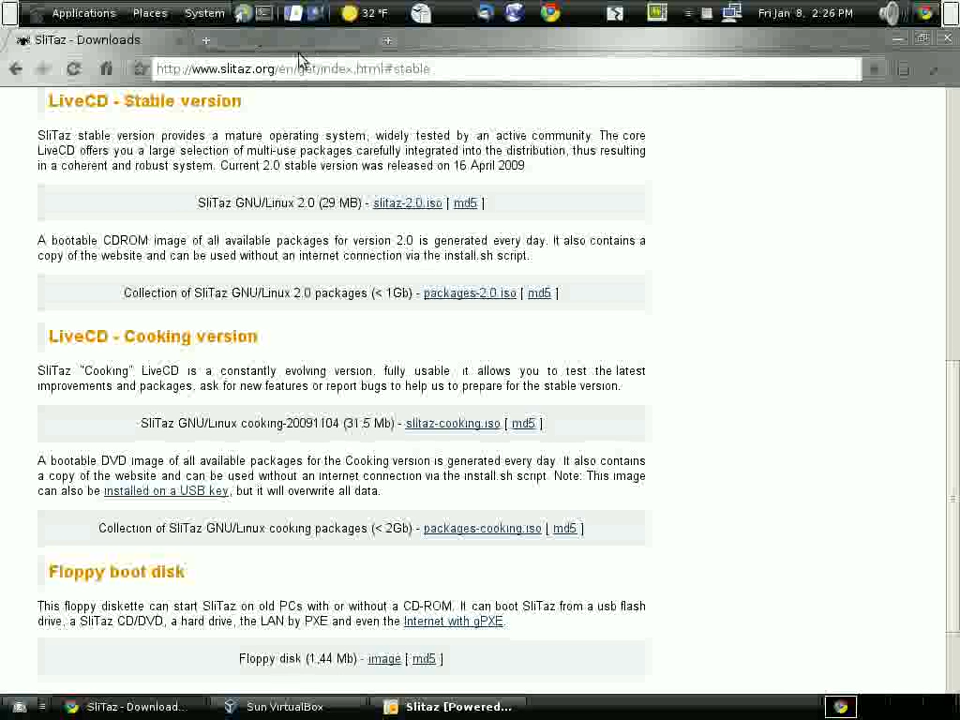 Applications Places System 32 °F Fri Jan 8, 2:26 PM
SliTaz - Downloads
http://www.slitaz.org/en/get/index.html#stable
LiveCD - Stable version
SliTaz stable version provides a mature operating system, widely tested by an active community. The core
LiveCD offers you a large selection of multi-use packages carefully integrated into the distribution, thus resulting
in a coherent and robust system. Current 2.0 stable version was released on 16 April 2009
SliTaz GNU/Linux 2.0 (29 MB) - slitaz-2.0.iso [ md5 ]
A bootable CDROM image of all available packages for version 2.0 is generated every day. It also contains a
copy of the website and can be used without an internet connection via the install.sh script.
Collection of SliTaz GNU/Linux 2.0 packages (< 1Gb) - packages-2.0.iso [ md5 ]
LiveCD - Cooking version
SliTaz "Cooking" LiveCD is a constantly evolving version, fully usable it allows you to test the latest
improvements and packages, ask for new features or report bugs to help us to prepare for the stable version.
SliTaz GNU/Linux cooking-20091104 (31.5 Mb) - slitaz-cooking.iso [ md5 ]
A bootable DVD image of all available packages for the Cooking version is generated every day. It also contains
a copy of the website and can be used without an internet connection via the install.sh script. Note: This image
can also be installed on a USB key, but it will overwrite all data.
Collection of SliTaz GNU/Linux cooking packages (< 2Gb) - packages-cooking.iso [ md5 ]
Floppy boot disk
This floppy diskette can start SliTaz on old PCs with or without a CD-ROM. It can boot SliTaz from a usb flash
drive, a SliTaz CD/DVD, a hard drive, the LAN by PXE and even the Internet with gPXE.
Floppy disk (1,44 Mb) - image [ md5 ]
SliTaz - Download... Sun VirtualBox Slitaz [Powered...